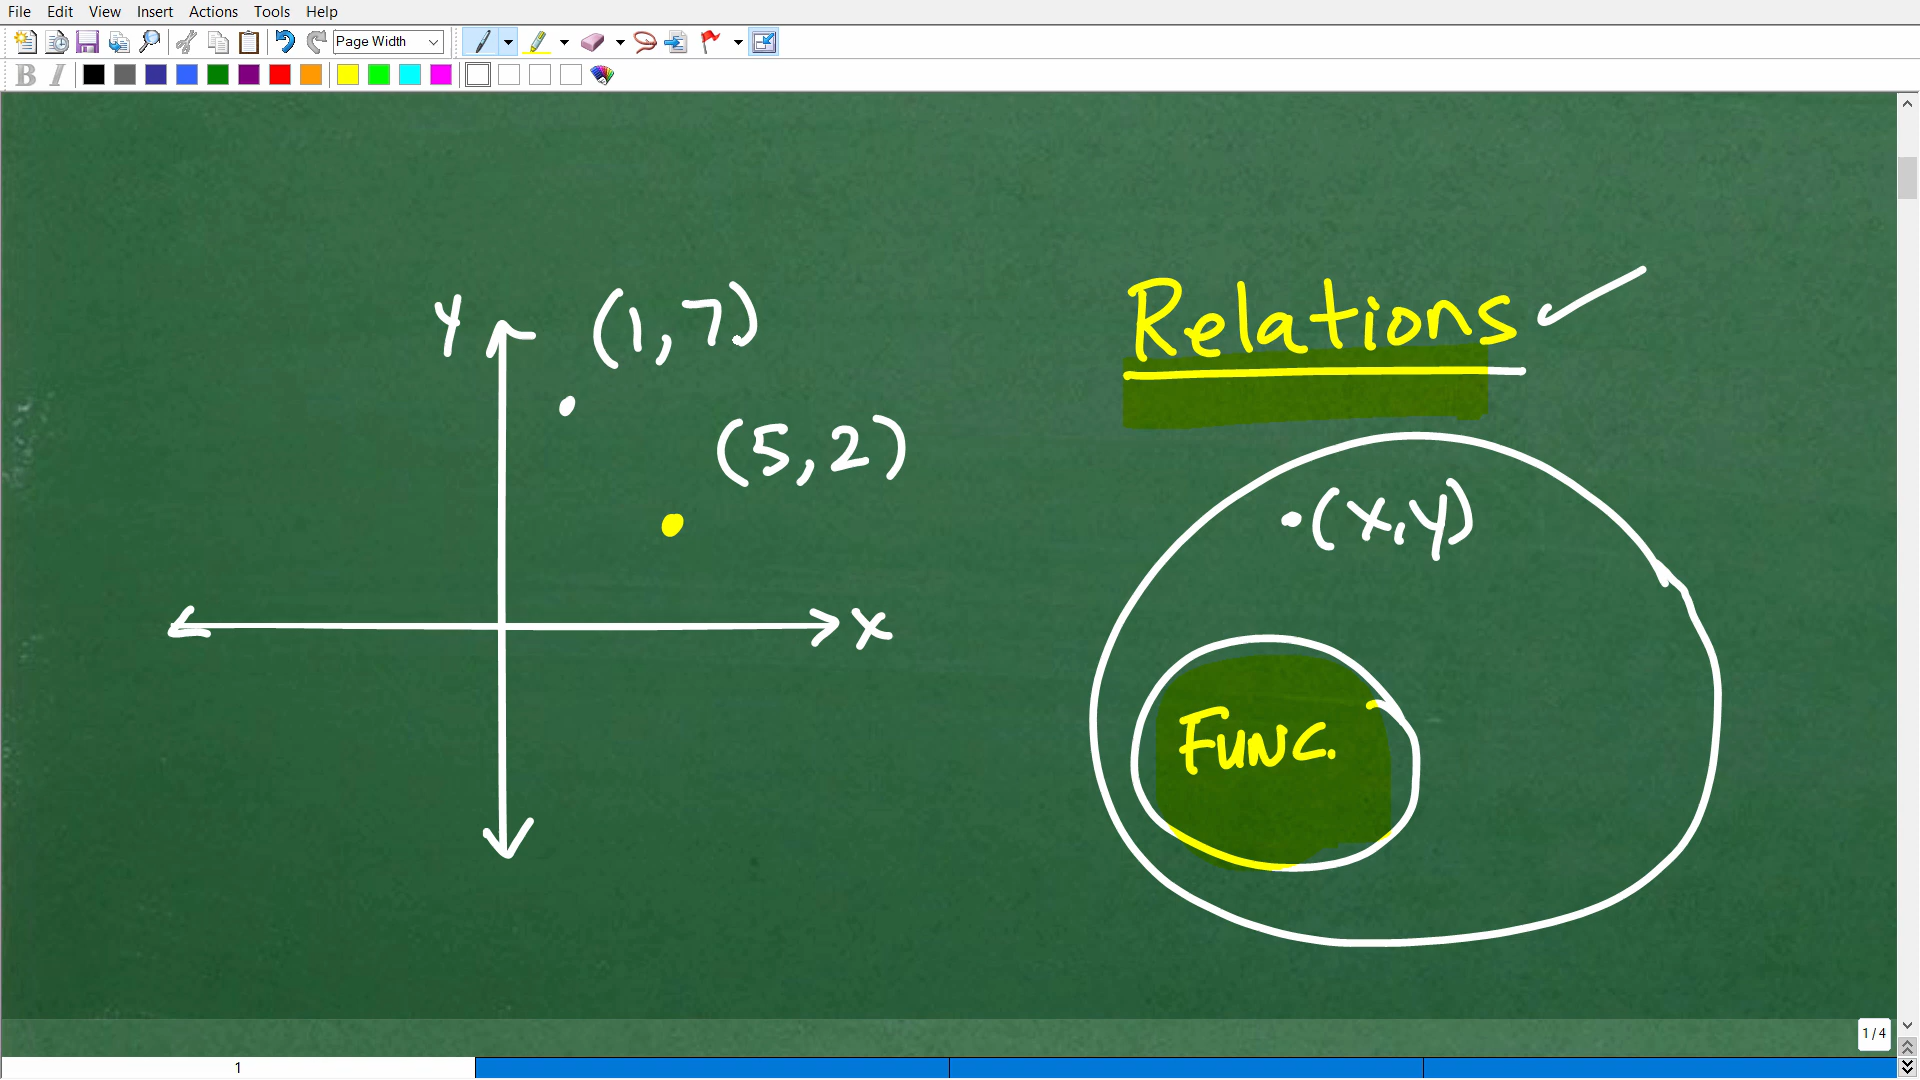 File Edit View Insert Actions Tools Help
Page Width
B I
y (1,7)
(5,2)
x
Relations
(x,y)
Func.
1 / 4
1